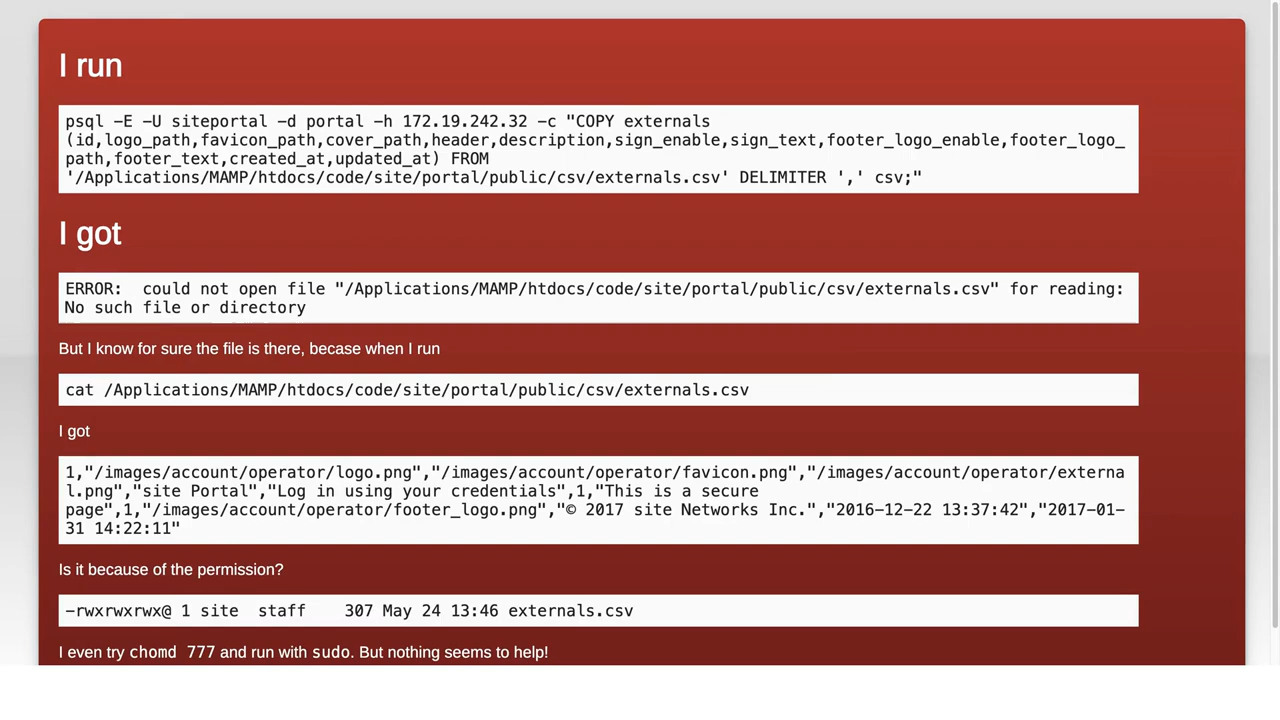 I run
psql -E -U siteportal -d portal -h 172.19.242.32 -c "COPY externals
(id,logo_path,favicon_path,cover_path,header,description,sign_enable,sign_text,footer_logo_enable,footer_logo_
path,footer_text,created_at,updated_at) FROM
'/Applications/MAMP/htdocs/code/site/portal/public/csv/externals.csv' DELIMITER ',' csv;"
I got
ERROR:  could not open file "/Applications/MAMP/htdocs/code/site/portal/public/csv/externals.csv" for reading:
No such file or directory
But I know for sure the file is there, becase when I run
cat /Applications/MAMP/htdocs/code/site/portal/public/csv/externals.csv
I got
1,"/images/account/operator/logo.png","/images/account/operator/favicon.png","/images/account/operator/externa
l.png","site Portal","Log in using your credentials",1,"This is a secure
page",1,"/images/account/operator/footer_logo.png","© 2017 site Networks Inc.","2016-12-22 13:37:42","2017-01-
31 14:22:11"
Is it because of the permission?
-rwxrwxrwx@ 1 site  staff    307 May 24 13:46 externals.csv
I even try chomd 777 and run with sudo. But nothing seems to help!